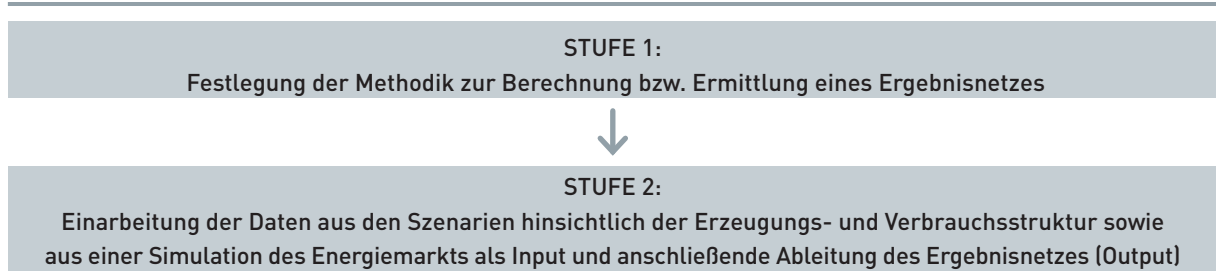 STUFE 1:
Festlegung der Methodik zur Berechnung bzw. Ermittlung eines Ergebnisnetzes
STUFE 2:
Einarbeitung der Daten aus den Szenarien hinsichtlich der Erzeugungs- und Verbrauchsstruktur sowie
aus einer Simulation des Energiemarkts als Input und anschließende Ableitung des Ergebnisnetzes (Output)